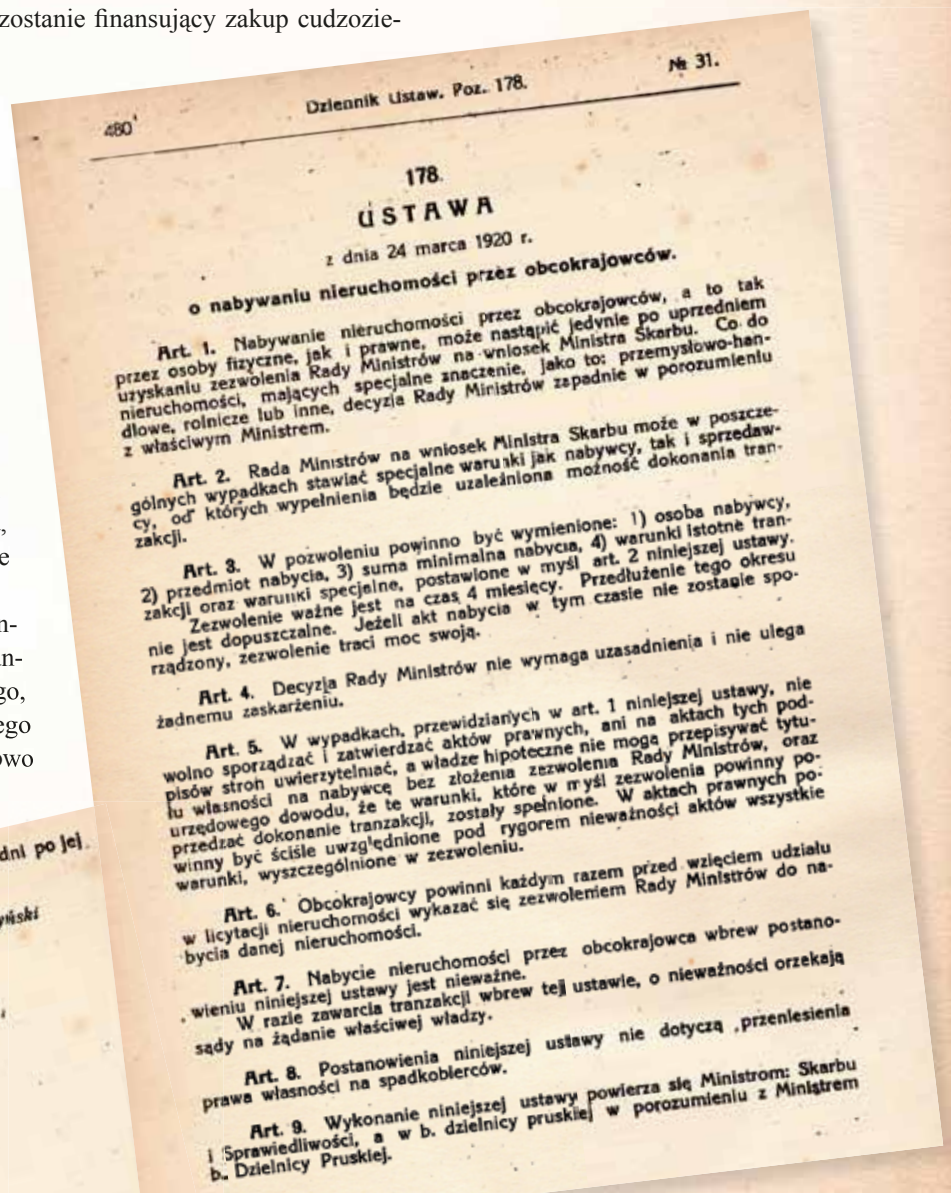 zostanie finansujący zakup cudzozie-
480
Dziennik Ustaw. Poz. 178.
№ 31.
178.
USTAWA
z dnia 24 marca 1920 r.
o nabywaniu nieruchomości przez obcokrajowców.
Art. 1. Nabywanie nieruchomości przez obcokrajowców, a to tak
przez osoby fizyczne, jak i prawne, może nastąpić jedynie po uprzedniem
uzyskaniu zezwolenia Rady Ministrów na wniosek Ministra Skarbu. Co do
nieruchomości, mających specjalne znaczenie, jako to: przemysłowo-han-
dlowe, rolnicze lub inne, decyzja Rady Ministrów zapadnie w porozumieniu
z właściwym Ministrem.
Art. 2. Rada Ministrów na wniosek Ministra Skarbu może w poszcze-
gólnych wypadkach stawiać specjalne warunki jak nabywcy, tak i sprzedaw-
cy, od których wypełnienia będzie uzależniona możność dokonania tran-
zakcji.
Art. 3. W pozwoleniu powinno być wymienione: 1) osoba nabywcy,
2) przedmiot nabycia, 3) suma minimalna nabycia, 4) warunki istotne tran-
zakcji oraz warunki specjalne, postawione w myśl art. 2 niniejszej ustawy.
Zezwolenie ważne jest na czas 4 miesięcy. Przedłużenie tego okresu
nie jest dopuszczalne. Jeżeli akt nabycia w tym czasie nie zostanie spo-
rządzony, zezwolenie traci moc swoją.
Art. 4. Decyzja Rady Ministrów nie wymaga uzasadnienia i nie ulega
żadnemu zaskarżeniu.
Art. 5. W wypadkach, przewidzianych w art. 1 niniejszej ustawy, nie
wolno sporządzać i zatwierdzać aktów prawnych, ani na aktach tych pod-
pisów stron uwierzytelniać, a władze hipoteczne nie mogą przepisywać tytu-
łu własności na nabywcę bez złożenia zezwolenia Rady Ministrów, oraz
urzędowego dowodu, że te warunki, które w myśl zezwolenia powinny po-
przedzać dokonanie tranzakcji, zostały spełnione. W aktach prawnych po-
winny być ściśle uwzględnione pod rygorem nieważności aktów wszystkie
warunki, wyszczególnione w zezwoleniu.
Art. 6. Obcokrajowcy powinni każdym razem przed wzięciem udziału
w licytacji nieruchomości wykazać się zezwoleniem Rady Ministrów do na-
bycia danej nieruchomości.
Art. 7. Nabycie nieruchomości przez obcokrajowca wbrew postano-
wieniu niniejszej ustawy jest nieważne.
W razie zawarcia tranzakcji wbrew tej ustawie, o nieważności orzekają
sądy na żądanie właściwej władzy.
Art. 8. Postanowienia niniejszej ustawy nie dotyczą przeniesienia
prawa własności na spadkobierców.
Art. 9. Wykonanie niniejszej ustawy powierza się Ministrom: Skarbu
i Sprawiedliwości, a w b. dzielnicy pruskiej w porozumieniu z Ministrem
b. Dzielnicy Pruskiej.
dni po jej